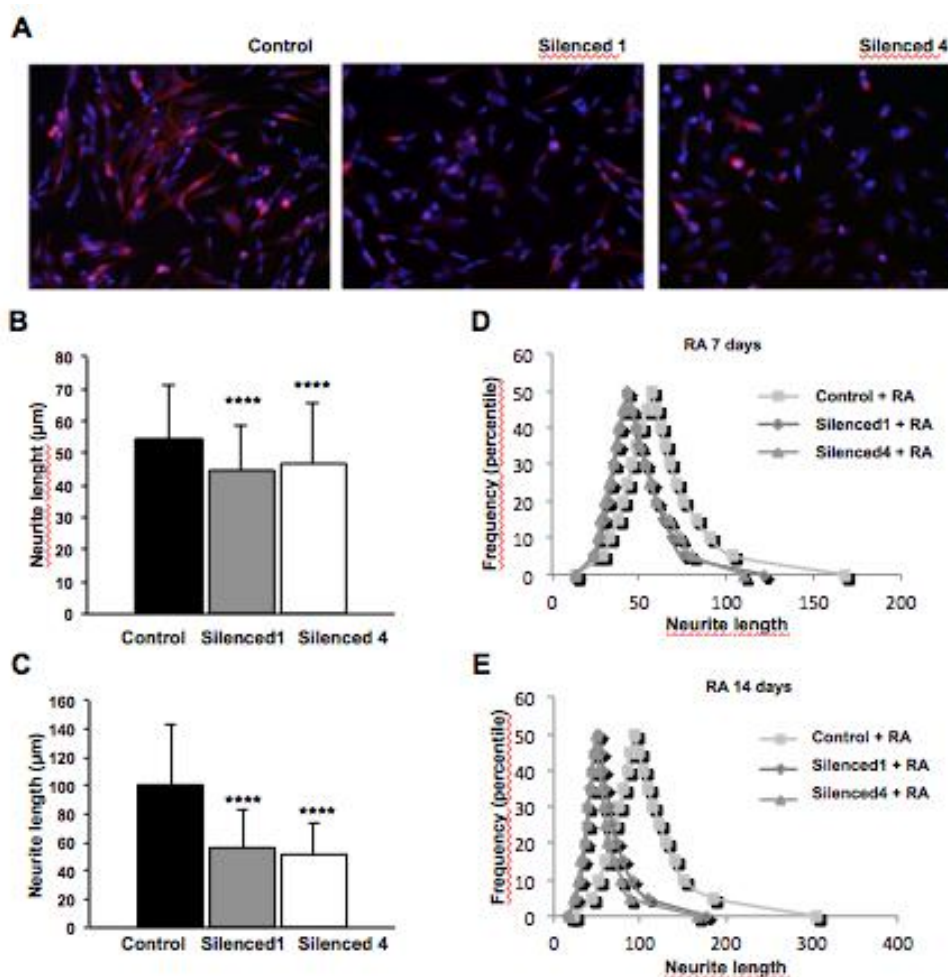 A
Control Silenced 1 Silenced 4
B
Neurite lenght (µm)
80
70
60
50
40
30
20
10
0
**** ****
Control Silenced1 Silenced 4
D
RA 7 days
Frequency (percentile)
60
50
40
30
20
10
0
Control + RA
Silenced1 + RA
Silenced4 + RA
0 50 100 150 200
Neurite length
C
Neurite length (µm)
160
140
120
100
80
60
40
20
0
**** ****
Control Silenced1 Silenced 4
E
RA 14 days
Frequency (percentile)
60
50
40
30
20
10
0
Control + RA
Silenced1 + RA
Silenced4 + RA
0 100 200 300 400
Neurite length